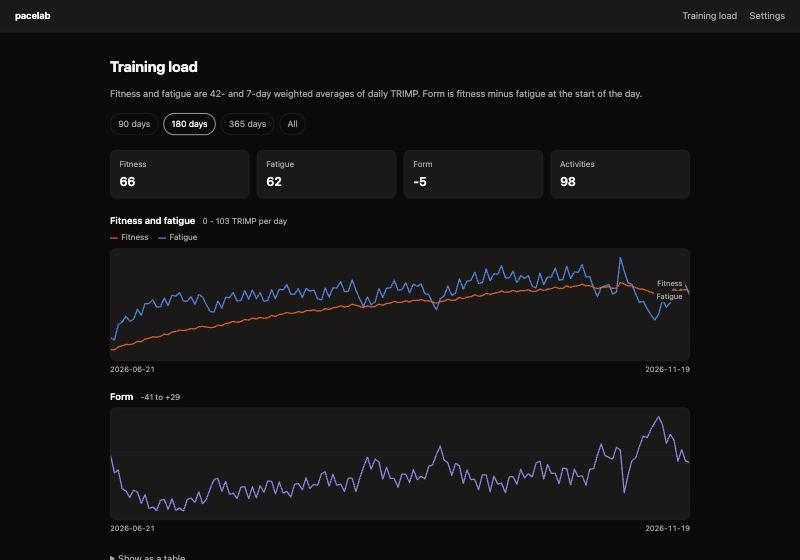 pacelab
Training load Settings
Training load
Fitness and fatigue are 42- and 7-day weighted averages of daily TRIMP. Form is fitness minus fatigue at the start of the day.
90 days 180 days 365 days All
Fitness Fatigue Form Activities
66 62 -5 98
Fitness and fatigue 0 - 103 TRIMP per day
Fitness Fatigue
Fitness
Fatigue
2026-06-21 2026-11-19
Form -41 to +29
2026-06-21 2026-11-19
Show as a table